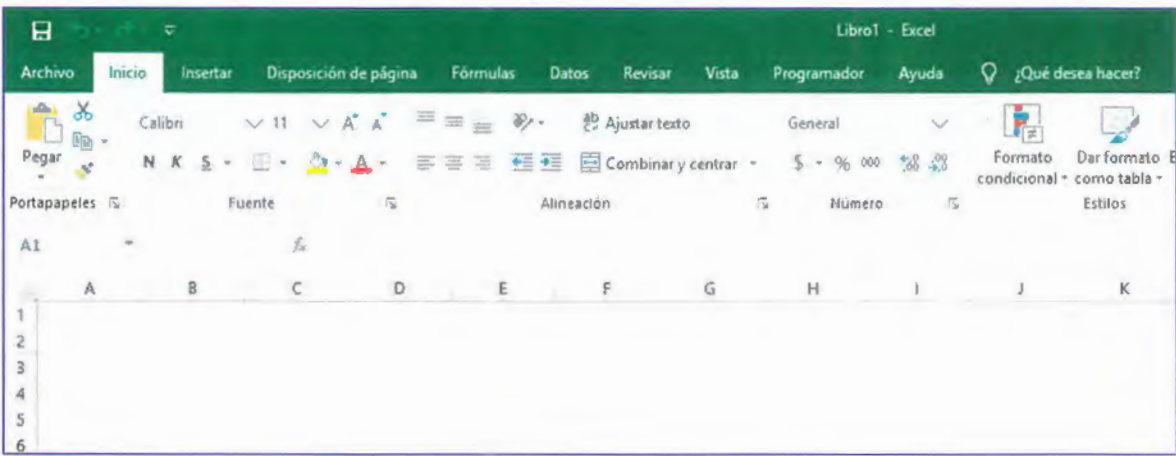 Libro1 - Excel
Archivo Inicio Insertar Disposición de página Fórmulas Datos Revisar Vista Programador Ayuda ¿Qué desea hacer?
Pegar
Calibri 11 A A
Ajustar texto
General
N K S A
Combinar y centrar
$ % 000
Formato condicional
Dar formato como tabla
Portapapeles Fuente Alineación Número Estilos
A1 fx
A B C D E F G H I J K
1
2
3
4
5
6